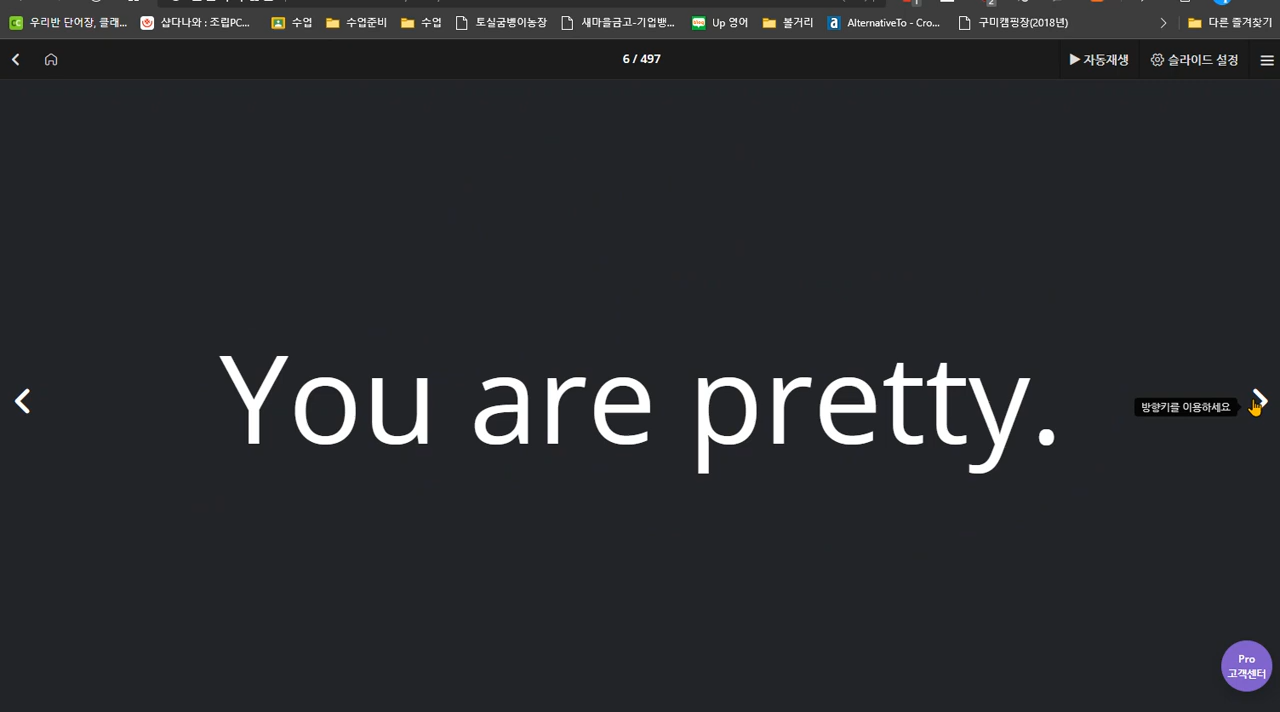 우리반 단어장, 클래... 샵다나와 : 조립PC... 수업 수업준비 수업 토실굼벵이농장 새마을금고-기업뱅... Up 영어 볼거리 AlternativeTo - Cro... 구미캠핑장(2018년) 다른 즐겨찾기
6 / 497
자동재생 슬라이드 설정
You are pretty.
방향키를 이용하세요
Pro
고객센터